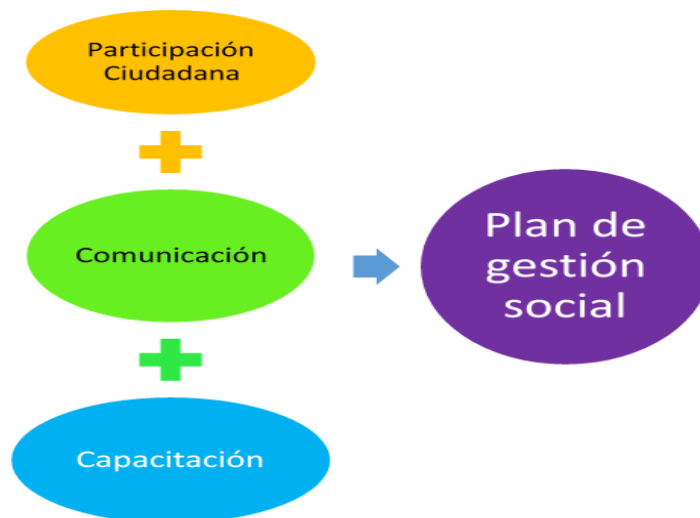 Participación
Ciudadana
Comunicación
Capacitación
Plan de
gestión
social